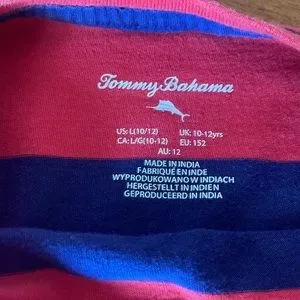 Tommy Bahama
US: L(10/12) UK: 10-12yrs
CA: L/G(10-12) EU: 152
AU: 12
MADE IN INDIA
FABRIQUÉ EN INDE
WYPRODUKOWANO W INDIACH
HERGESTELLT IN INDIEN
GEPRODUCEERD IN INDIA